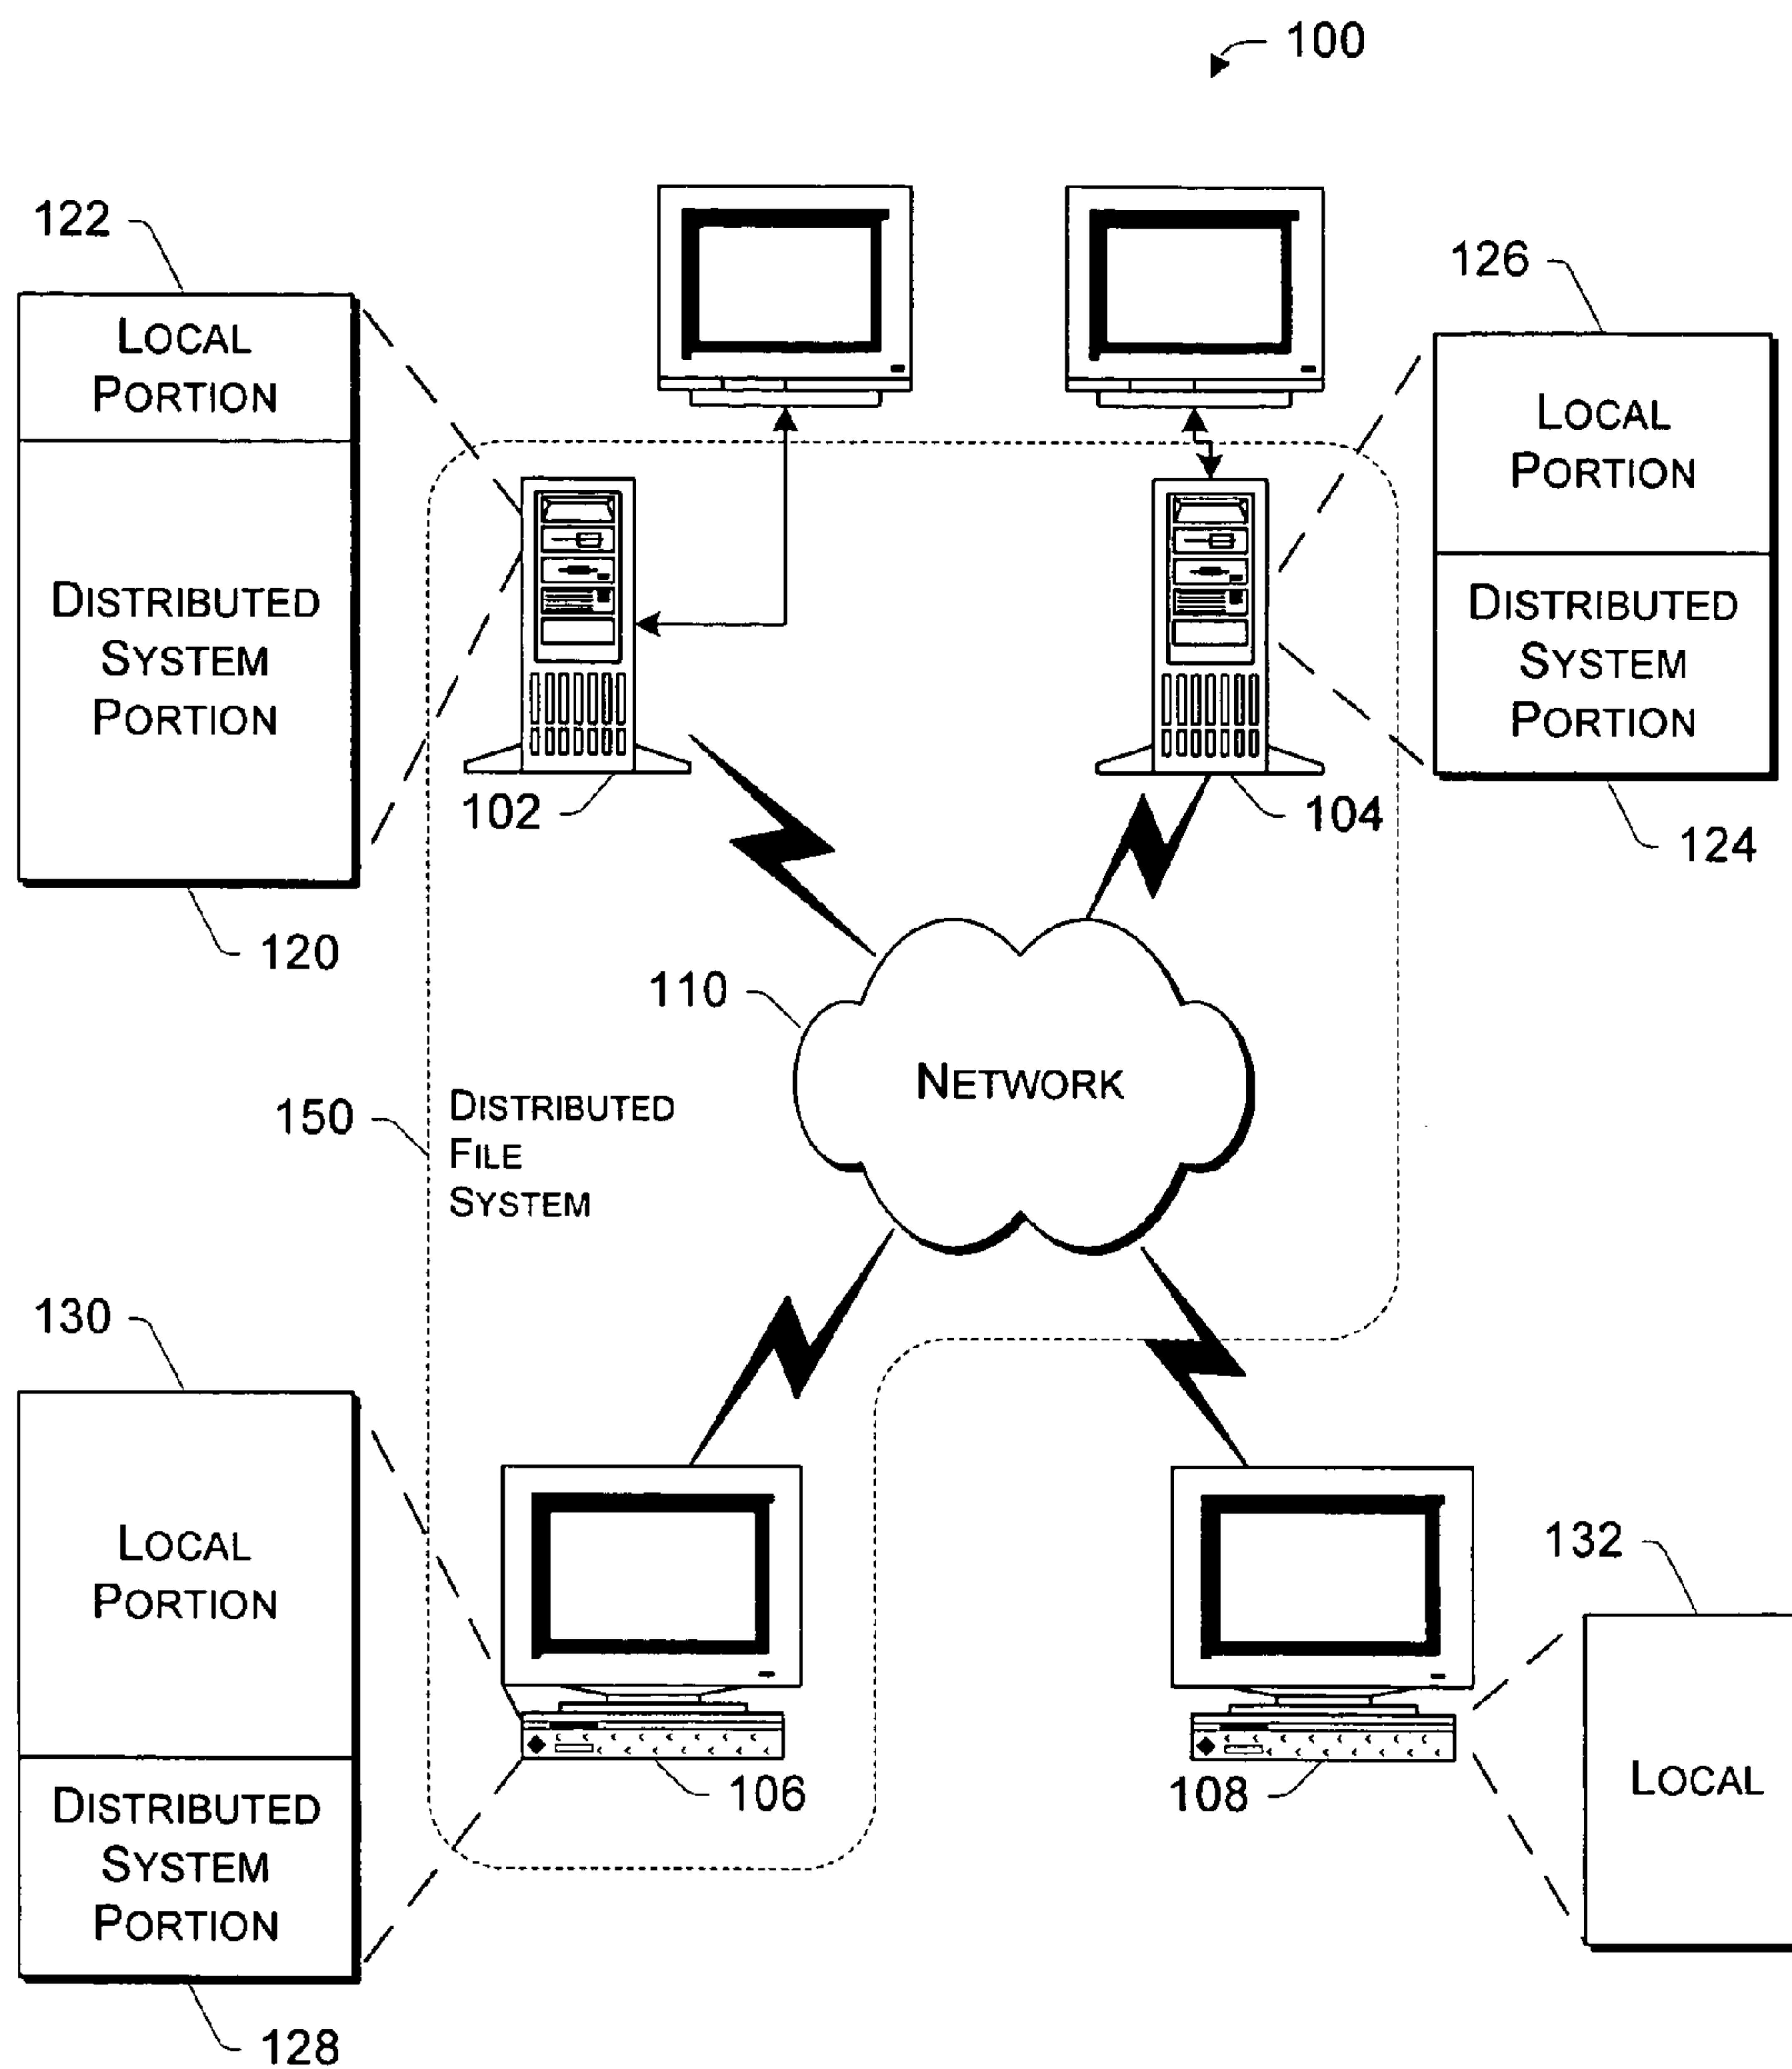 100
122
LOCAL
PORTION
DISTRIBUTED
SYSTEM
PORTION
120
126
LOCAL
PORTION
DISTRIBUTED
SYSTEM
PORTION
124
102
104
110
NETWORK
150
DISTRIBUTED
FILE
SYSTEM
130
LOCAL
PORTION
DISTRIBUTED
SYSTEM
PORTION
128
106
108
132
LOCAL